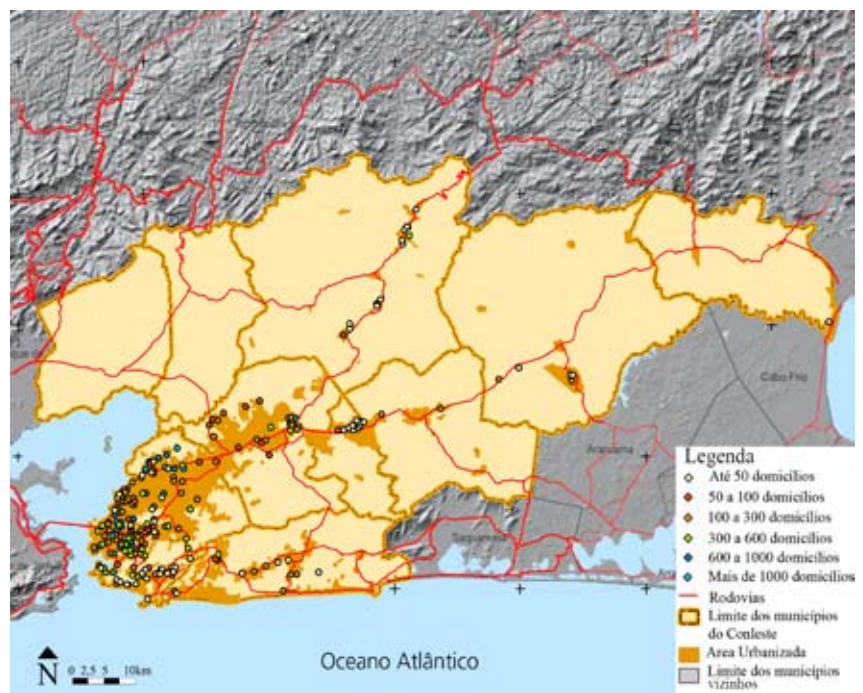 Cabo Frio
Araruama
Saquarema
Legenda
Até 50 domicílios
50 a 100 domicílios
100 a 300 domicílios
300 a 600 domicílios
600 a 1000 domicílios
Mais de 1000 domicílios
Rodovias
Limite dos municípios
do Conleste
Area Urbanizada
Limite dos municípios
vizinhos
N
0 2,5 5 10km
Oceano Atlântico